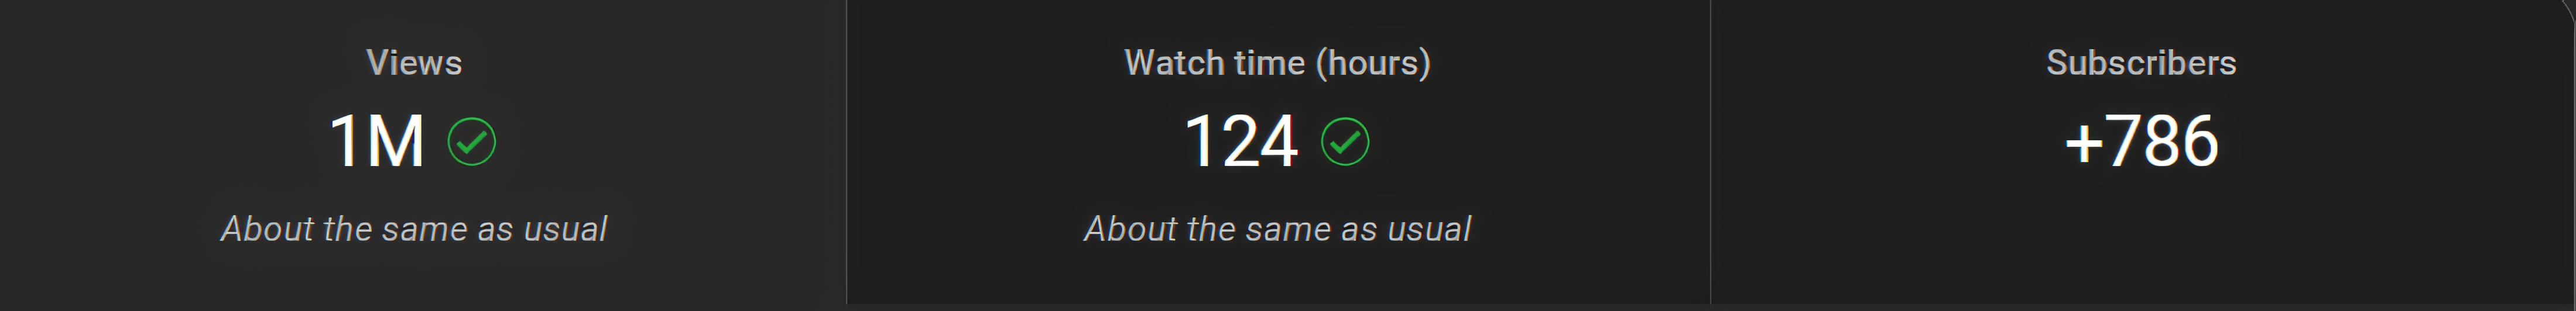 Views
1M
About the same as usual
Watch time (hours)
124
About the same as usual
Subscribers
+786